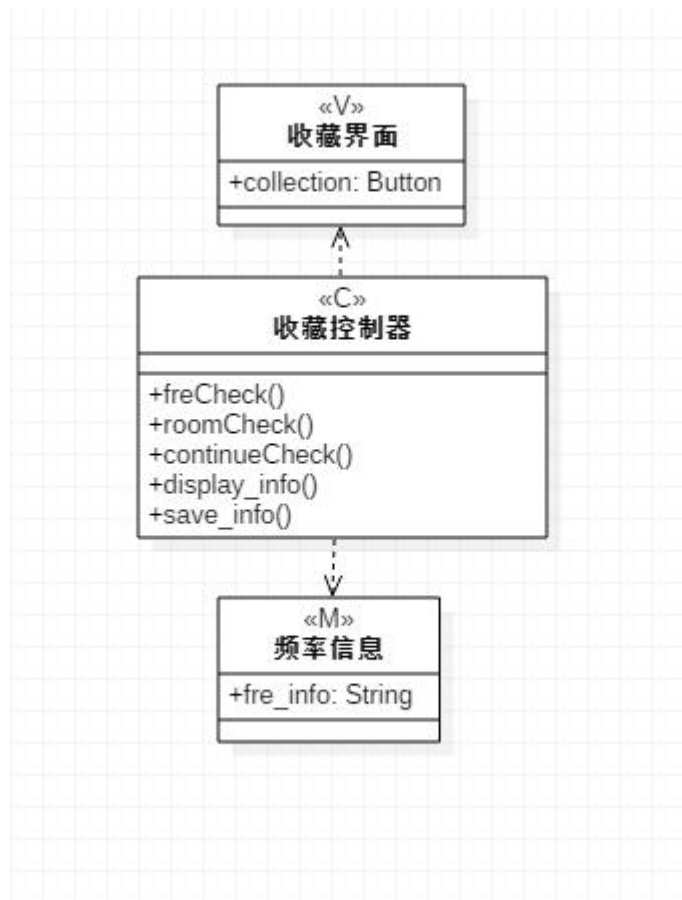 «V»
收藏界面
+collection: Button
«C»
收藏控制器
+freCheck()
+roomCheck()
+continueCheck()
+display_info()
+save_info()
«M»
频率信息
+fre_info: String